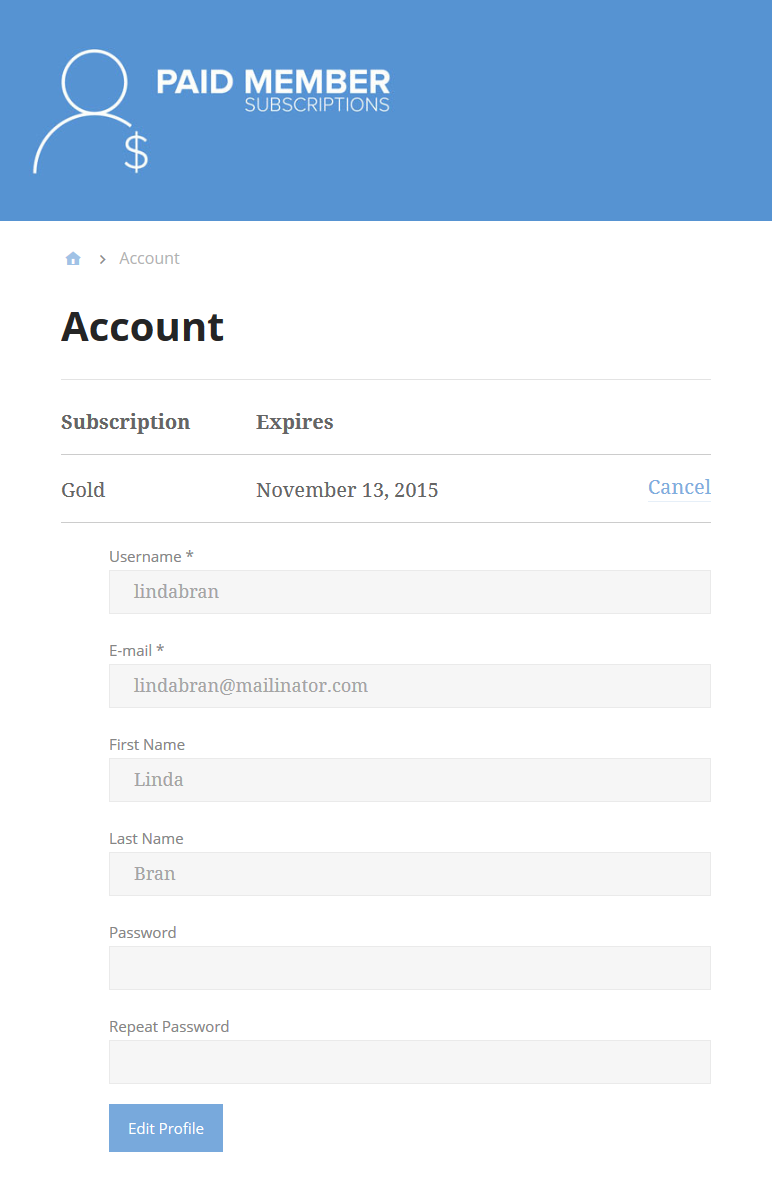 PAID MEMBER
SUBSCRIPTIONS
$
Account
Account
Subscription Expires
Gold November 13, 2015 Cancel
Username *
lindabran
E-mail *
lindabran@mailinator.com
First Name
Linda
Last Name
Bran
Password
Repeat Password
Edit Profile